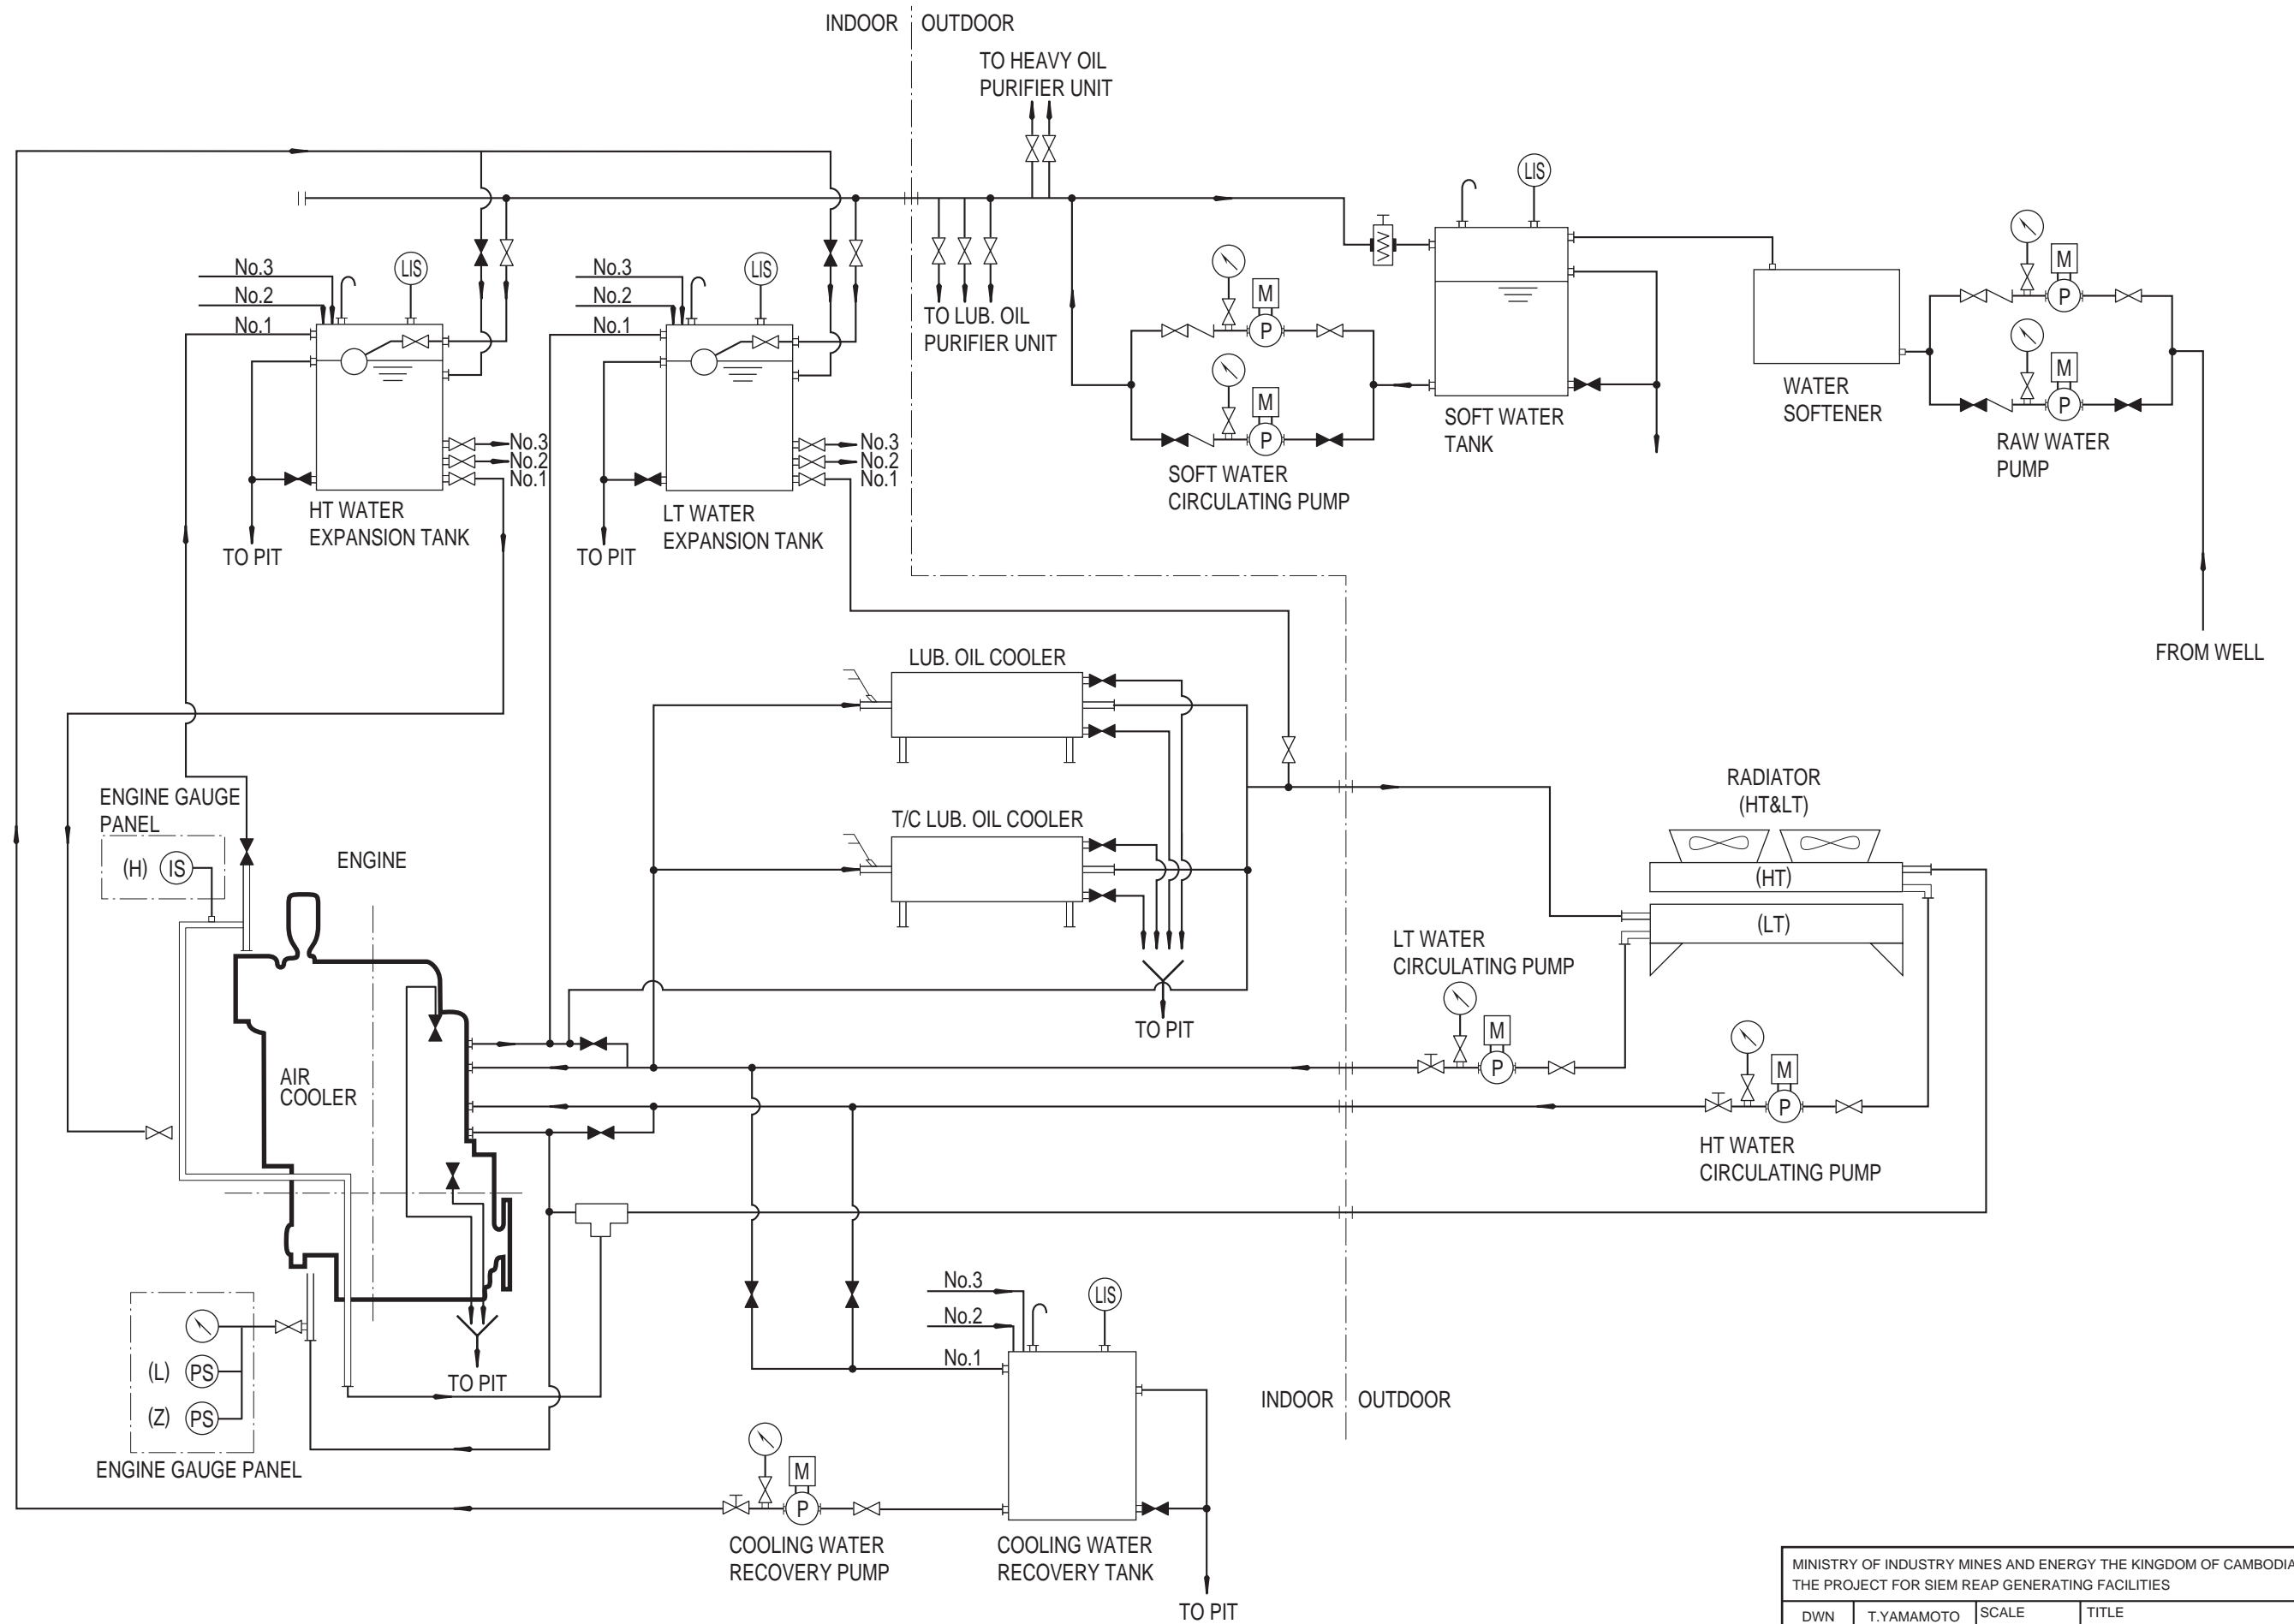 INDOOR OUTDOOR
TO HEAVY OIL
PURIFIER UNIT
LIS
No.3
No.2
No.1
LIS
No.3
No.2
No.1
LIS
TO LUB. OIL
PURIFIER UNIT
M
P
M
P
SOFT WATER
CIRCULATING PUMP
SOFT WATER
TANK
WATER
SOFTENER
M
P
M
P
RAW WATER
PUMP
FROM WELL
No.3
No.2
No.1
HT WATER
EXPANSION TANK
TO PIT
No.3
No.2
No.1
LT WATER
EXPANSION TANK
TO PIT
LUB. OIL COOLER
T/C LUB. OIL COOLER
TO PIT
RADIATOR
(HT&LT)
(HT)
(LT)
LT WATER
CIRCULATING PUMP
M
P
M
P
HT WATER
CIRCULATING PUMP
ENGINE GAUGE
PANEL
(H) IS
ENGINE
AIR
COOLER
TO PIT
(L) PS
(Z) PS
ENGINE GAUGE PANEL
No.3
No.2
No.1
LIS
INDOOR OUTDOOR
M
P
COOLING WATER
RECOVERY PUMP
COOLING WATER
RECOVERY TANK
TO PIT
MINISTRY OF INDUSTRY MINES AND ENERGY THE KINGDOM OF CAMBODIA
THE PROJECT FOR SIEM REAP GENERATING FACILITIES
DWN T.YAMAMOTO SCALE TITLE